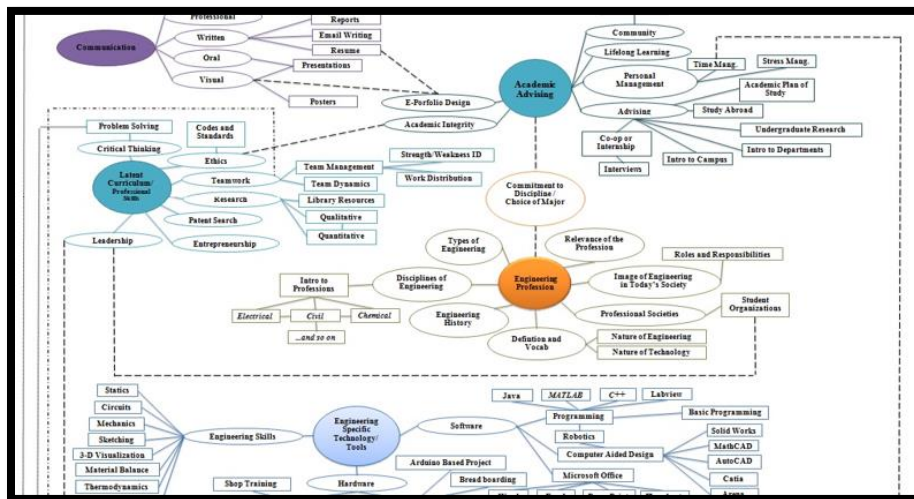 Professional
Reports
Written
Email Writing
Communication
Oral
Resume
Presentations
Visual
Posters
E-Porfolio Design
Academic Integrity
Academic
Advising
Community
Lifelong Learning
Time Mang.
Stress Mang.
Personal
Management
Academic Plan of
Study
Advising
Study Abroad
Undergraduate Research
Co-op or
Internship
Intro to Departments
Intro to Campus
Interviews
Problem Solving
Codes and
Standards
Critical Thinking
Ethics
Strength/Weakness ID
Teamwork
Team Management
Latent
Curriculum/
Professional
Skills
Team Dynamics
Work Distribution
Research
Library Resources
Patent Search
Qualitative
Quantitative
Leadership
Entrepreneurship
Commitment to
Discipline /
Choice of Major
Types of
Engineering
Relevance of the
Profession
Roles and Responsibilities
Intro to
Professions
Disciplines of
Engineering
Engineering
Profession
Image of Engineering
in Today's Society
Student
Organizations
Electrical
Civil
Chemical
Engineering
History
Professional Societies
...and so on
Defintion and
Vocab
Nature of Engineering
Nature of Technology
Statics
Java
MATLAB
C++
Labview
Circuits
Programming
Basic Programming
Mechanics
Engineering
Specific
Technology/
Tools
Software
Sketching
Engineering Skills
Robotics
Solid Works
3-D Visualization
Computer Aided Design
MathCAD
Material Balance
Arduino Based Project
AutoCAD
Thermodynamics
Shop Training
Hardware
Bread boarding
Microsoft Office
Catia